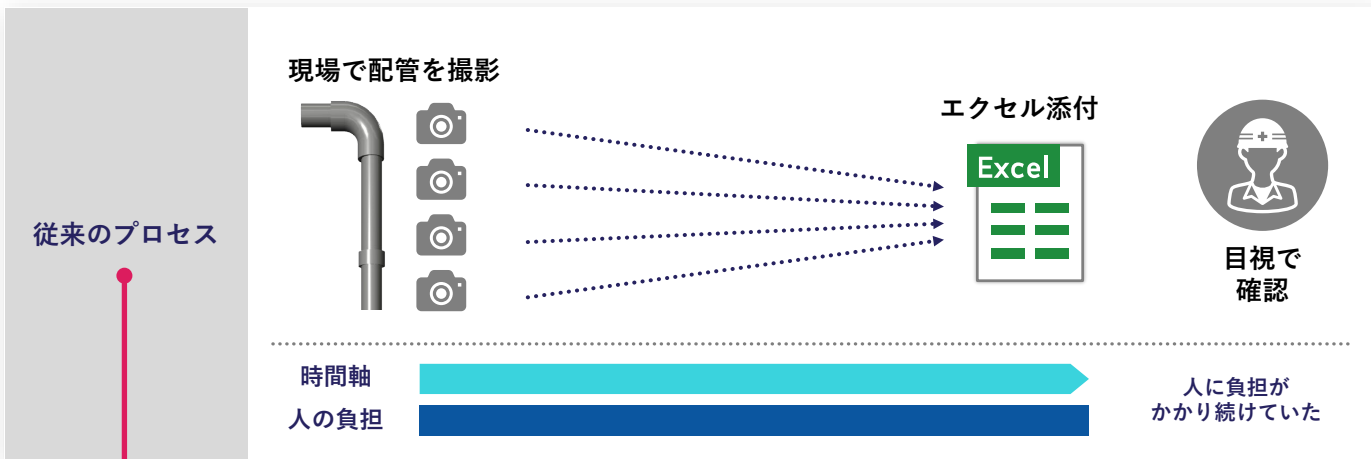 現場で配管を撮影
エクセル添付
Excel
従来のプロセス
目視で
確認
時間軸
人の負担
人に負担が
かかり続けていた